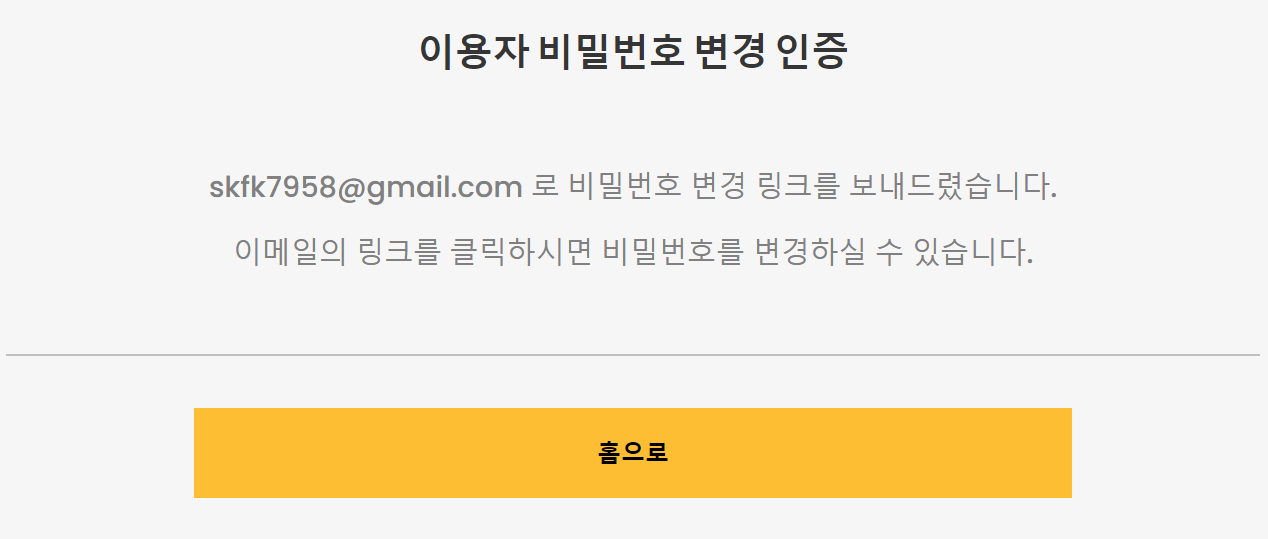 이용자 비밀번호 변경 인증
skfk7958@gmail.com 로 비밀번호 변경 링크를 보내드렸습니다.
이메일의 링크를 클릭하시면 비밀번호를 변경하실 수 있습니다.
홈으로